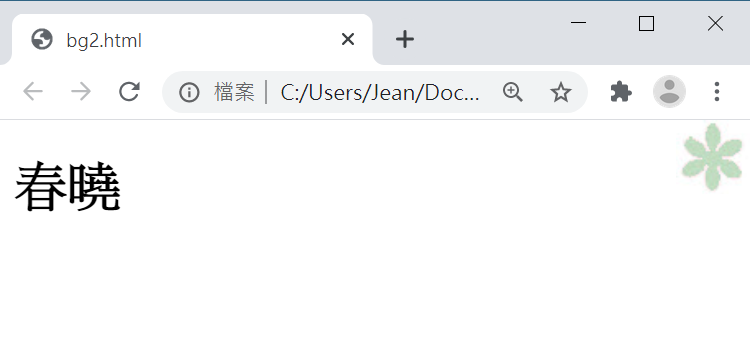 bg2.html
檔案 C:/Users/Jean/Doc...
春曉